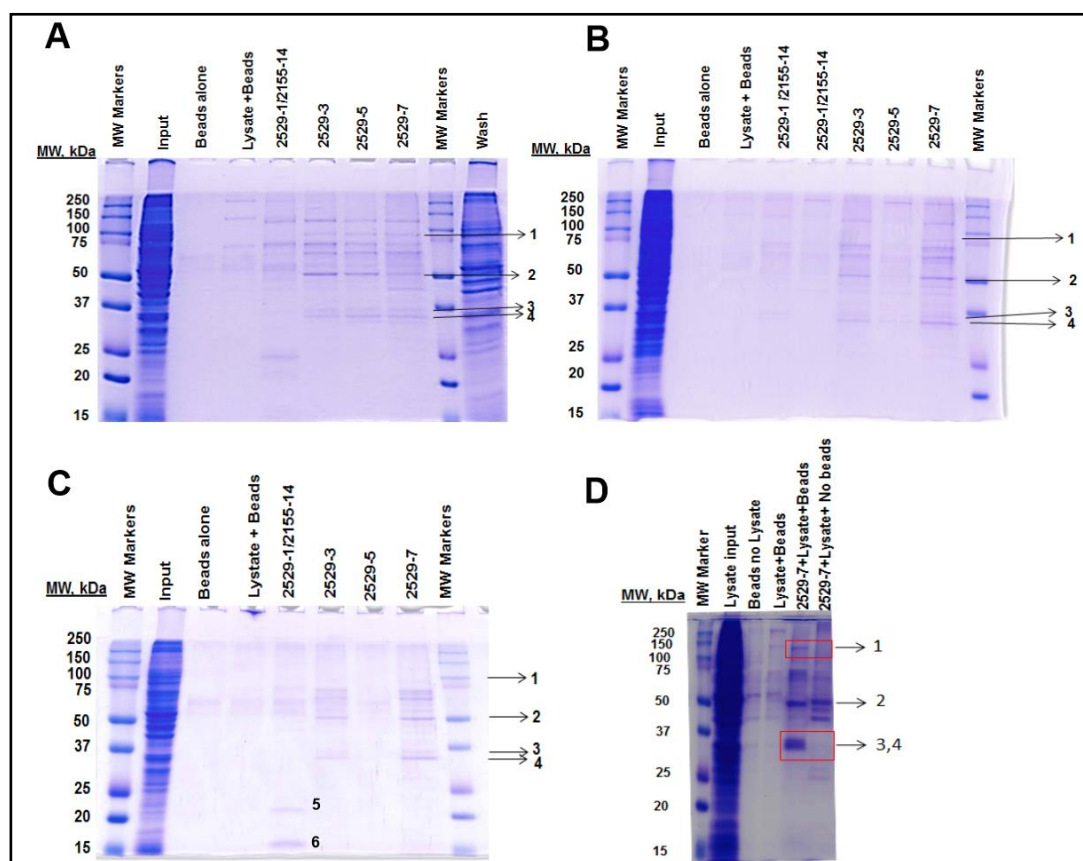 A
MW, kDa
MW Markers
Input
Beads alone
Lysate +Beads
2529-1/2155-14
2529-3
2529-5
2529-7
MW Markers
Wash
250
150
100
75
50
37
25
20
15
1
2
3
4
B
MW, kDa
MW Markers
Input
Beads alone
Lysate + Beads
2529-1 /2155-14
2529-1/2155-14
2529-3
2529-5
2529-7
MW Markers
250
150
100
75
50
37
25
20
15
1
2
3
4
C
MW, kDa
MW Markers
Input
Beads alone
Lystate + Beads
2529-1/2155-14
2529-3
2529-5
2529-7
MW Markers
250
150
100
75
50
37
25
20
15
1
2
3
4
5
6
D
MW, kDa
MW Marker
Lysate input
Beads no Lysate
Lysate+Beads
2529-7+Lysate+Beads
2529-7+Lysate+ No beads
250
150
100
75
50
37
25
20
15
1
2
3,4